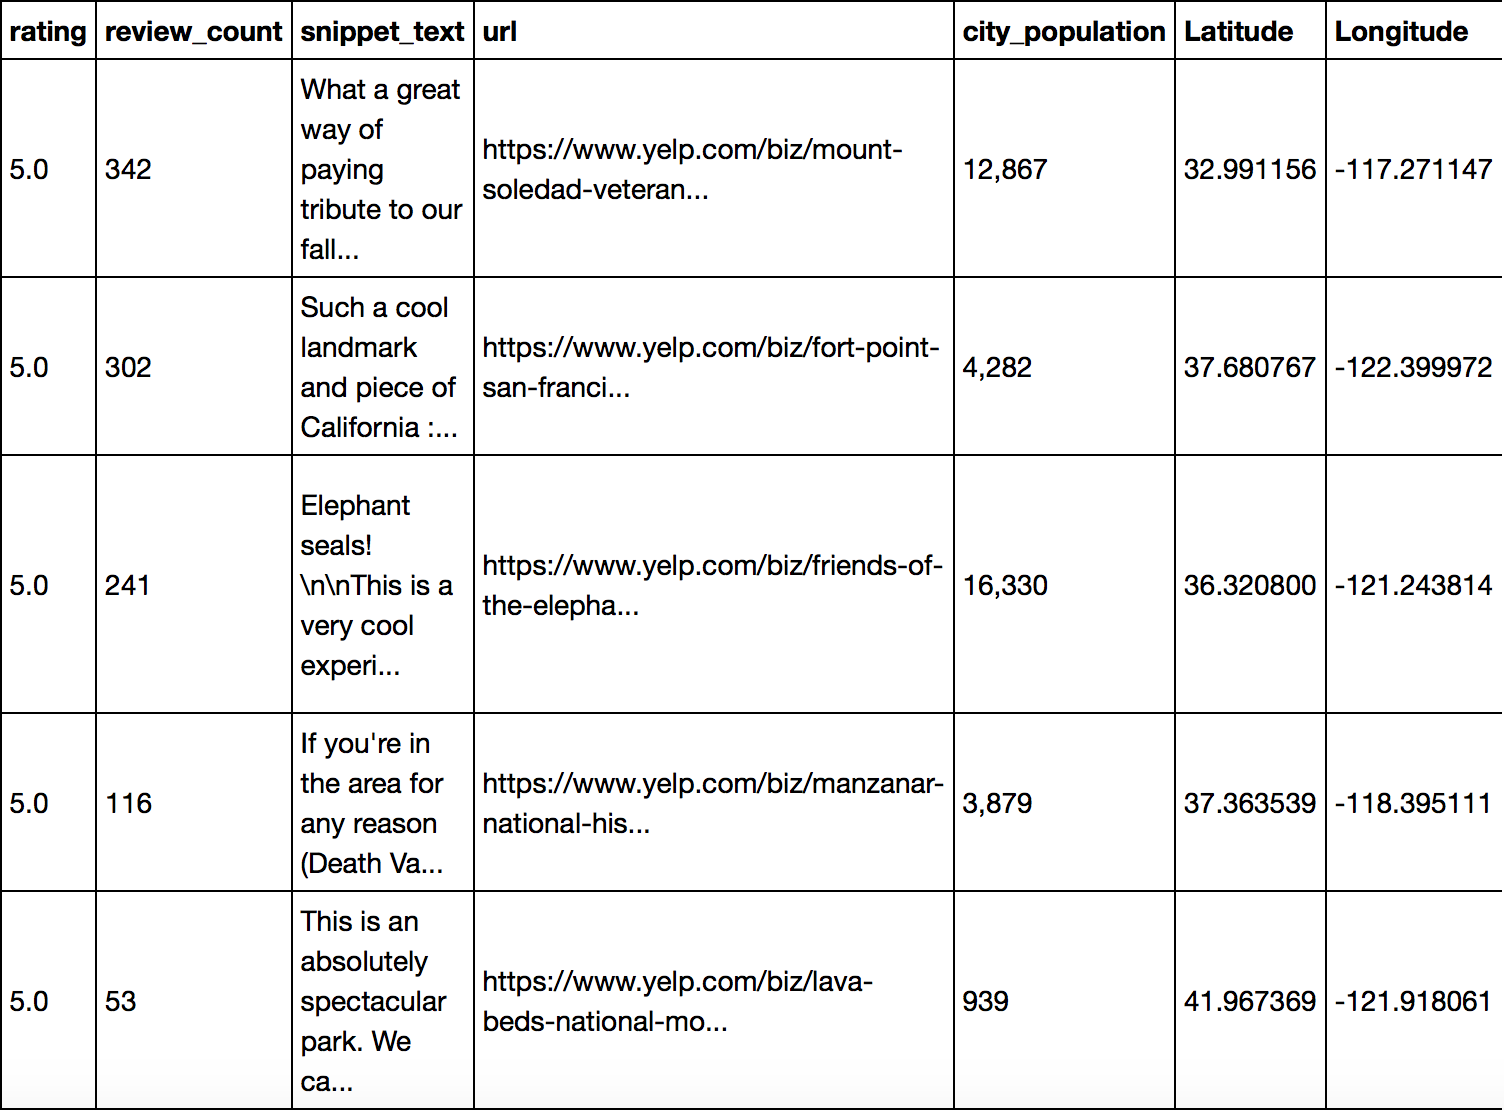 rating review_count snippet_text url city_population Latitude Longitude
What a great
way of
paying
tribute to our
fall...
5.0 342 https://www.yelp.com/biz/mount-
soledad-veteran... 12,867 32.991156 -117.271147
Such a cool
landmark
and piece of
California :...
5.0 302 https://www.yelp.com/biz/fort-point-
san-franci... 4,282 37.680767 -122.399972
Elephant
seals!
\n\nThis is a
very cool
experi...
5.0 241 https://www.yelp.com/biz/friends-of-
the-elepha... 16,330 36.320800 -121.243814
If you're in
the area for
any reason
(Death Va...
5.0 116 https://www.yelp.com/biz/manzanar-
national-his... 3,879 37.363539 -118.395111
This is an
absolutely
spectacular
park. We
ca...
5.0 53 https://www.yelp.com/biz/lava-
beds-national-mo... 939 41.967369 -121.918061